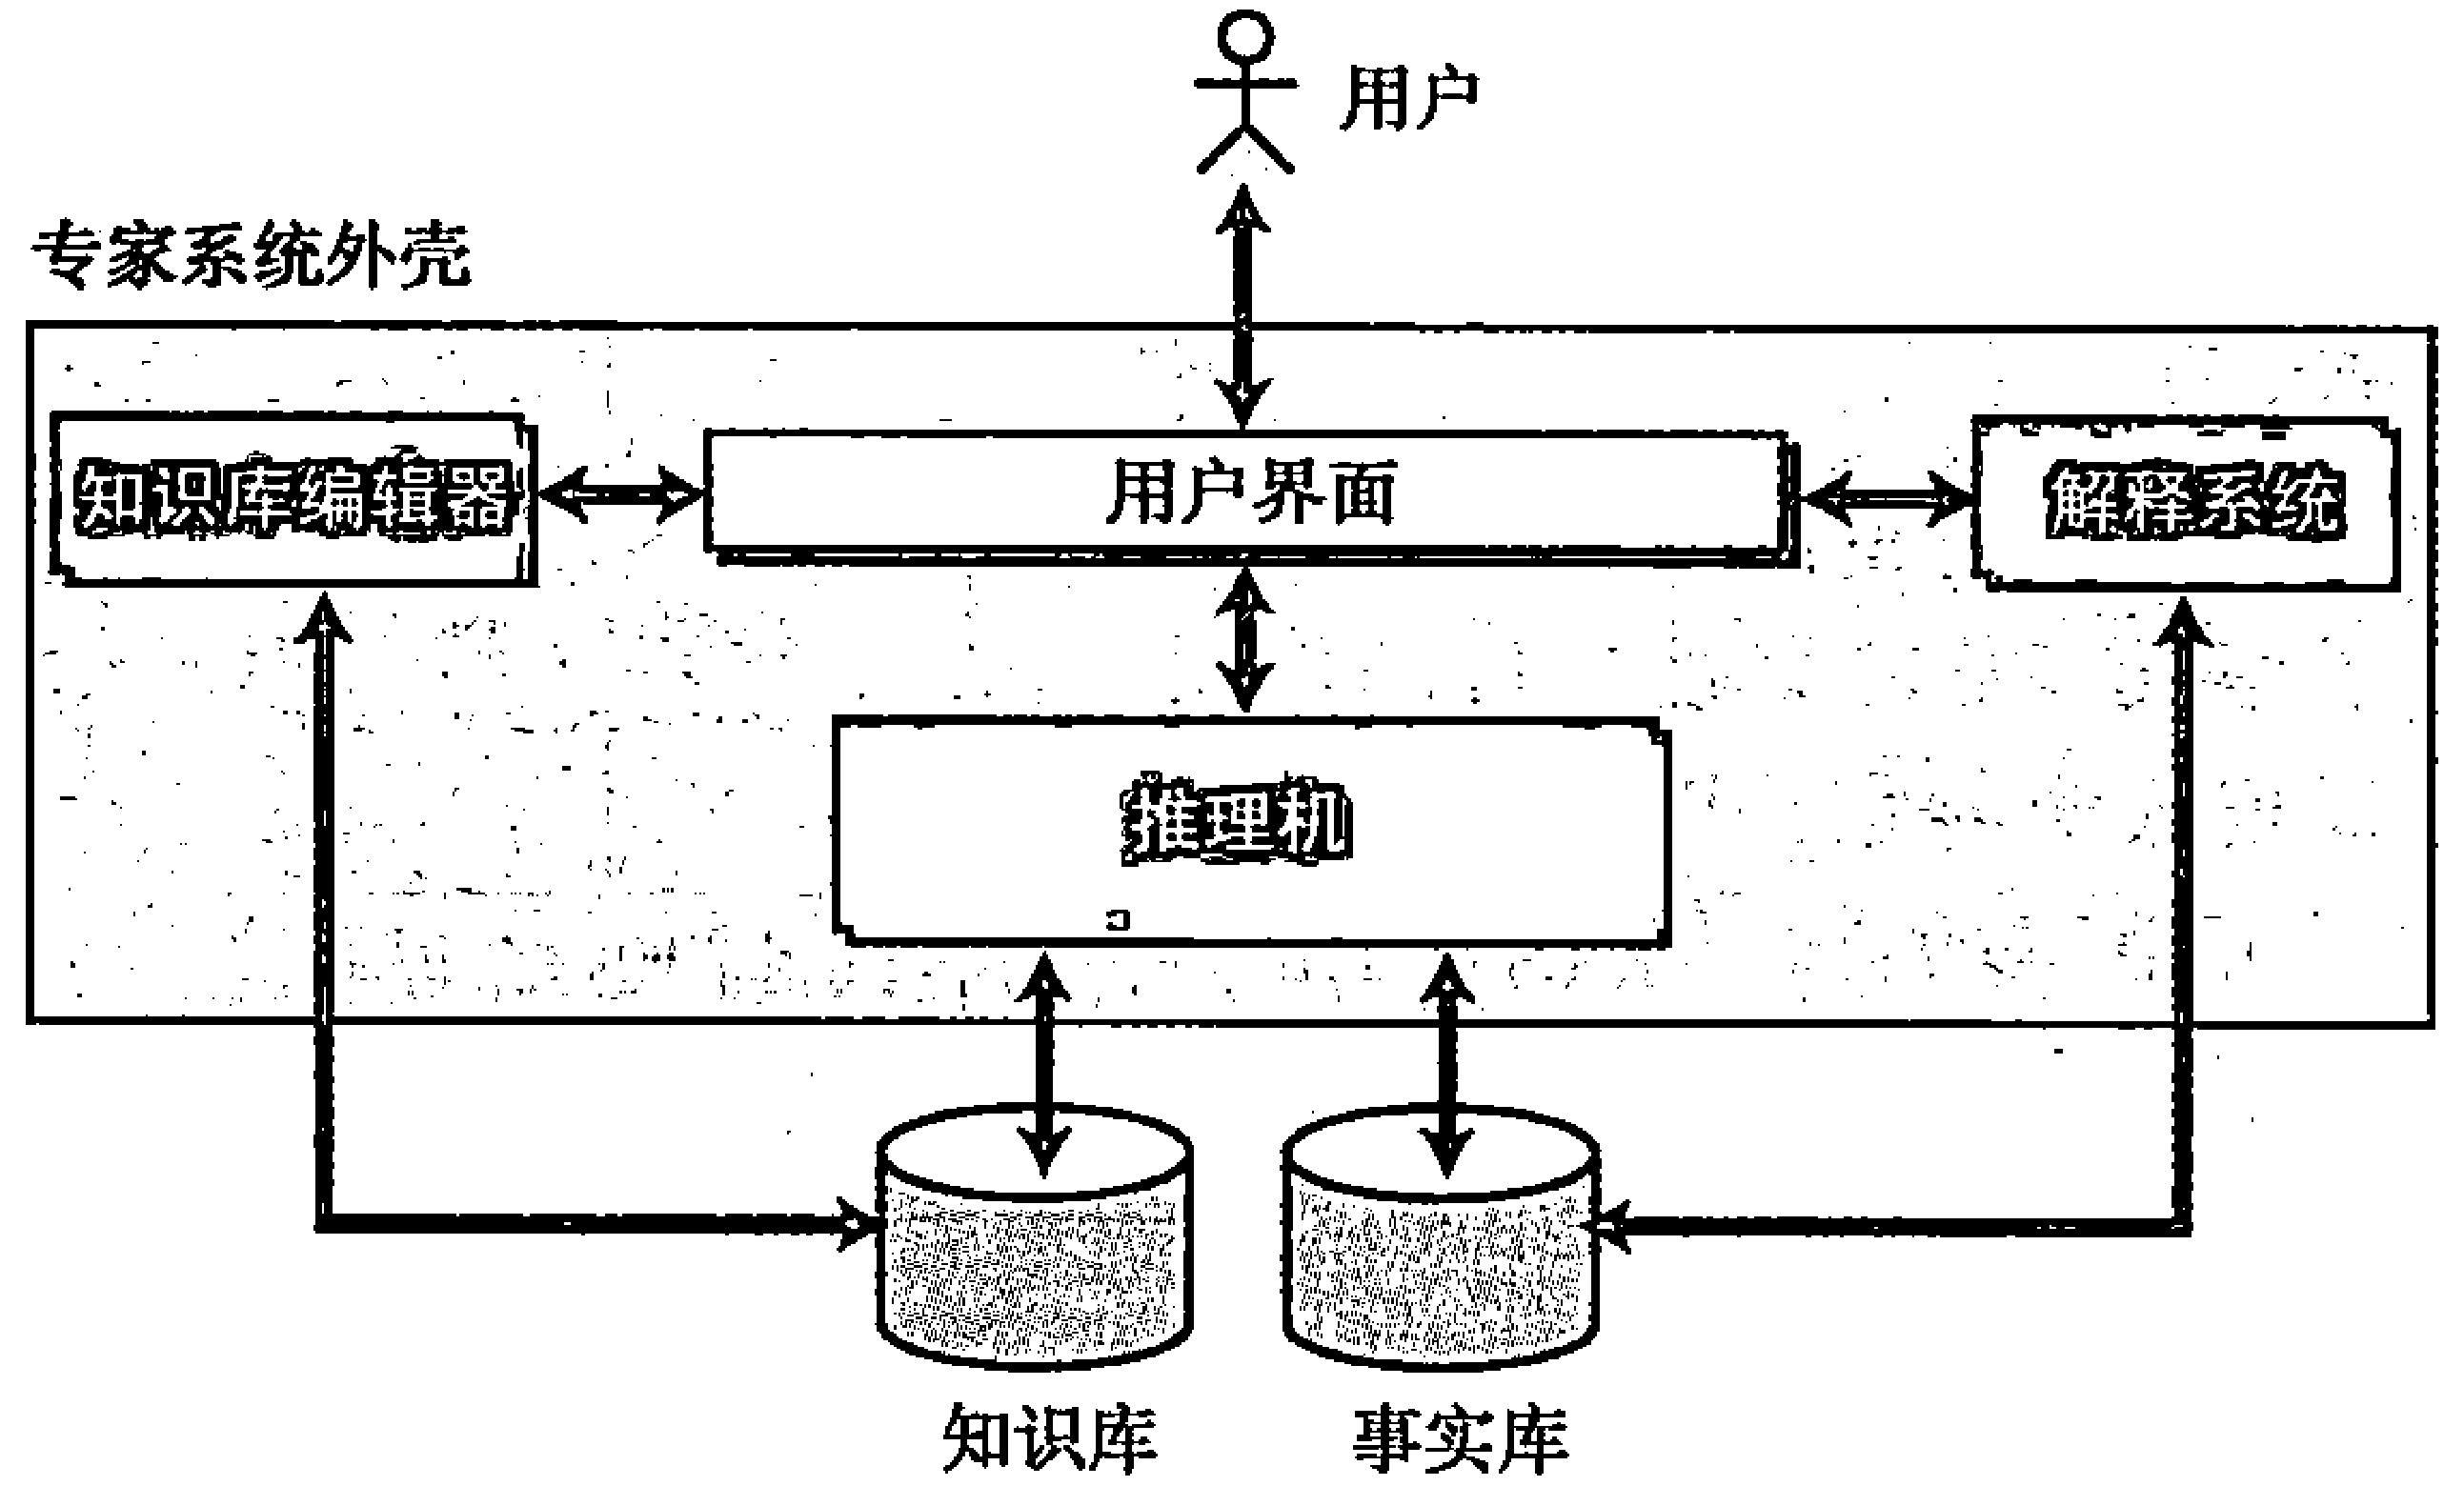 用户
专家系统外壳
知识库编辑器
用户界面
解释系统
推理机
知识库
事实库